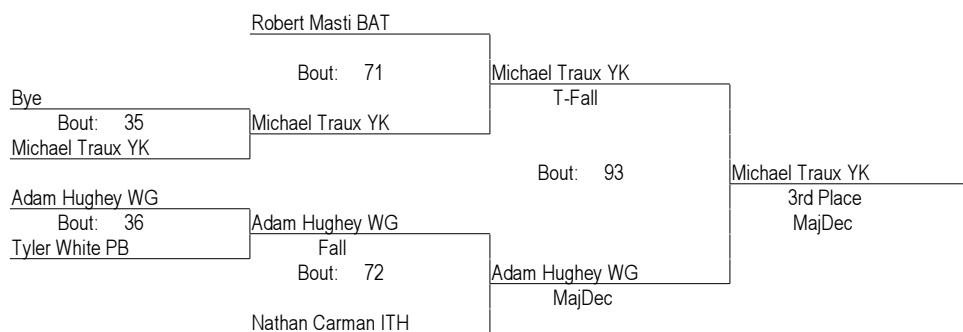 Robert Masti BAT
Bout: 71
Michael Traux YK
T-Fall
Bye
Bout: 35
Michael Traux YK
Michael Traux YK
Bout: 93
Michael Traux YK
3rd Place
MajDec
Adam Hughey WG
Bout: 36
Tyler White PB
Adam Hughey WG
Fall
Bout: 72
Adam Hughey WG
MajDec
Nathan Carman ITH